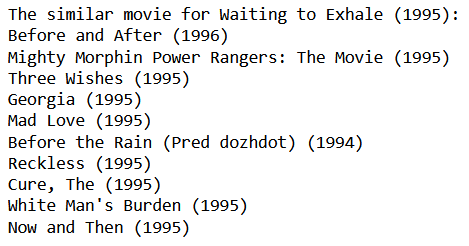 The similar movie for Waiting to Exhale (1995):
Before and After (1996)
Mighty Morphin Power Rangers: The Movie (1995)
Three Wishes (1995)
Georgia (1995)
Mad Love (1995)
Before the Rain (Pred dozhdot) (1994)
Reckless (1995)
Cure, The (1995)
White Man's Burden (1995)
Now and Then (1995)